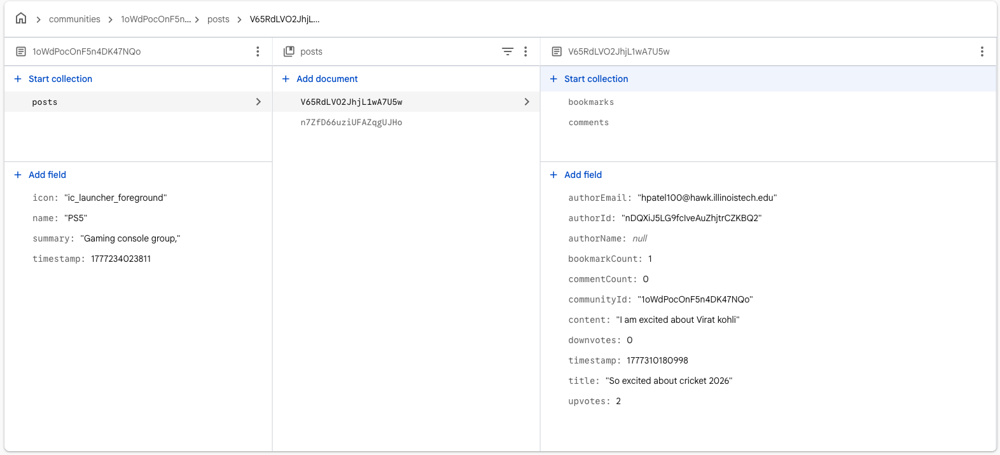 communities > 1oWdPocOnF5n... > posts > V65RdLVO2JhjL...
1oWdPocOnF5n4DK47NQo
+ Start collection
posts
+ Add field
icon: "ic_launcher_foreground"
name: "PS5"
summary: "Gaming console group,"
timestamp: 1777234023811
posts
+ Add document
V65RdLVO2JhjL1wA7U5w
n7ZfD66uziUFAZqgUJHo
V65RdLVO2JhjL1wA7U5w
+ Start collection
bookmarks
comments
+ Add field
authorEmail: "hpatel100@hawk.illinoistech.edu"
authorId: "nDQXiJ5LG9fcIveAuZhjtrCZKBQ2"
authorName: null
bookmarkCount: 1
commentCount: 0
communityId: "1oWdPocOnF5n4DK47NQo"
content: "I am excited about Virat kohli"
downvotes: 0
timestamp: 1777310180998
title: "So excited about cricket 2026"
upvotes: 2